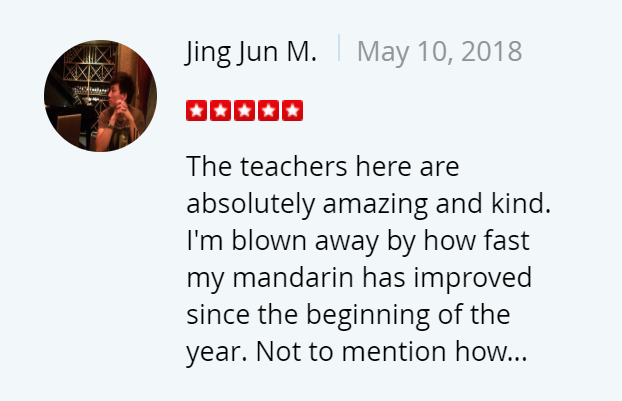 Jing Jun M. May 10, 2018
The teachers here are
absolutely amazing and kind.
I'm blown away by how fast
my mandarin has improved
since the beginning of the
year. Not to mention how...